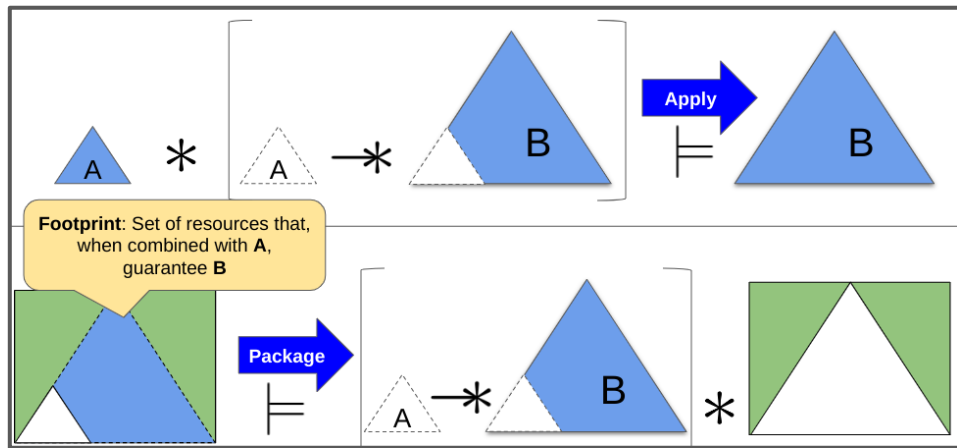 A * A —* B Apply ⊨ B
Footprint: Set of resources that,
when combined with A,
guarantee B
A Package ⊨ A —* B *